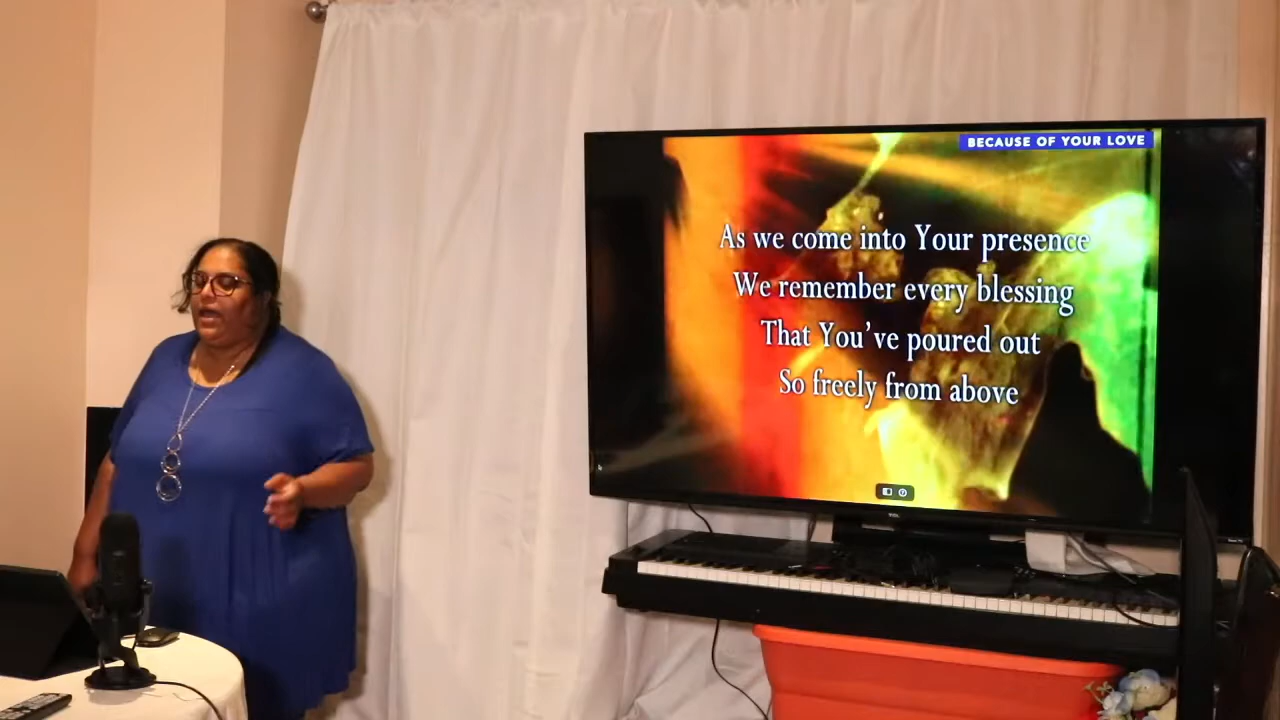 BECAUSE OF YOUR LOVE
As we come into Your presence
We remember every blessing
That You've poured out
So freely from above
TCL